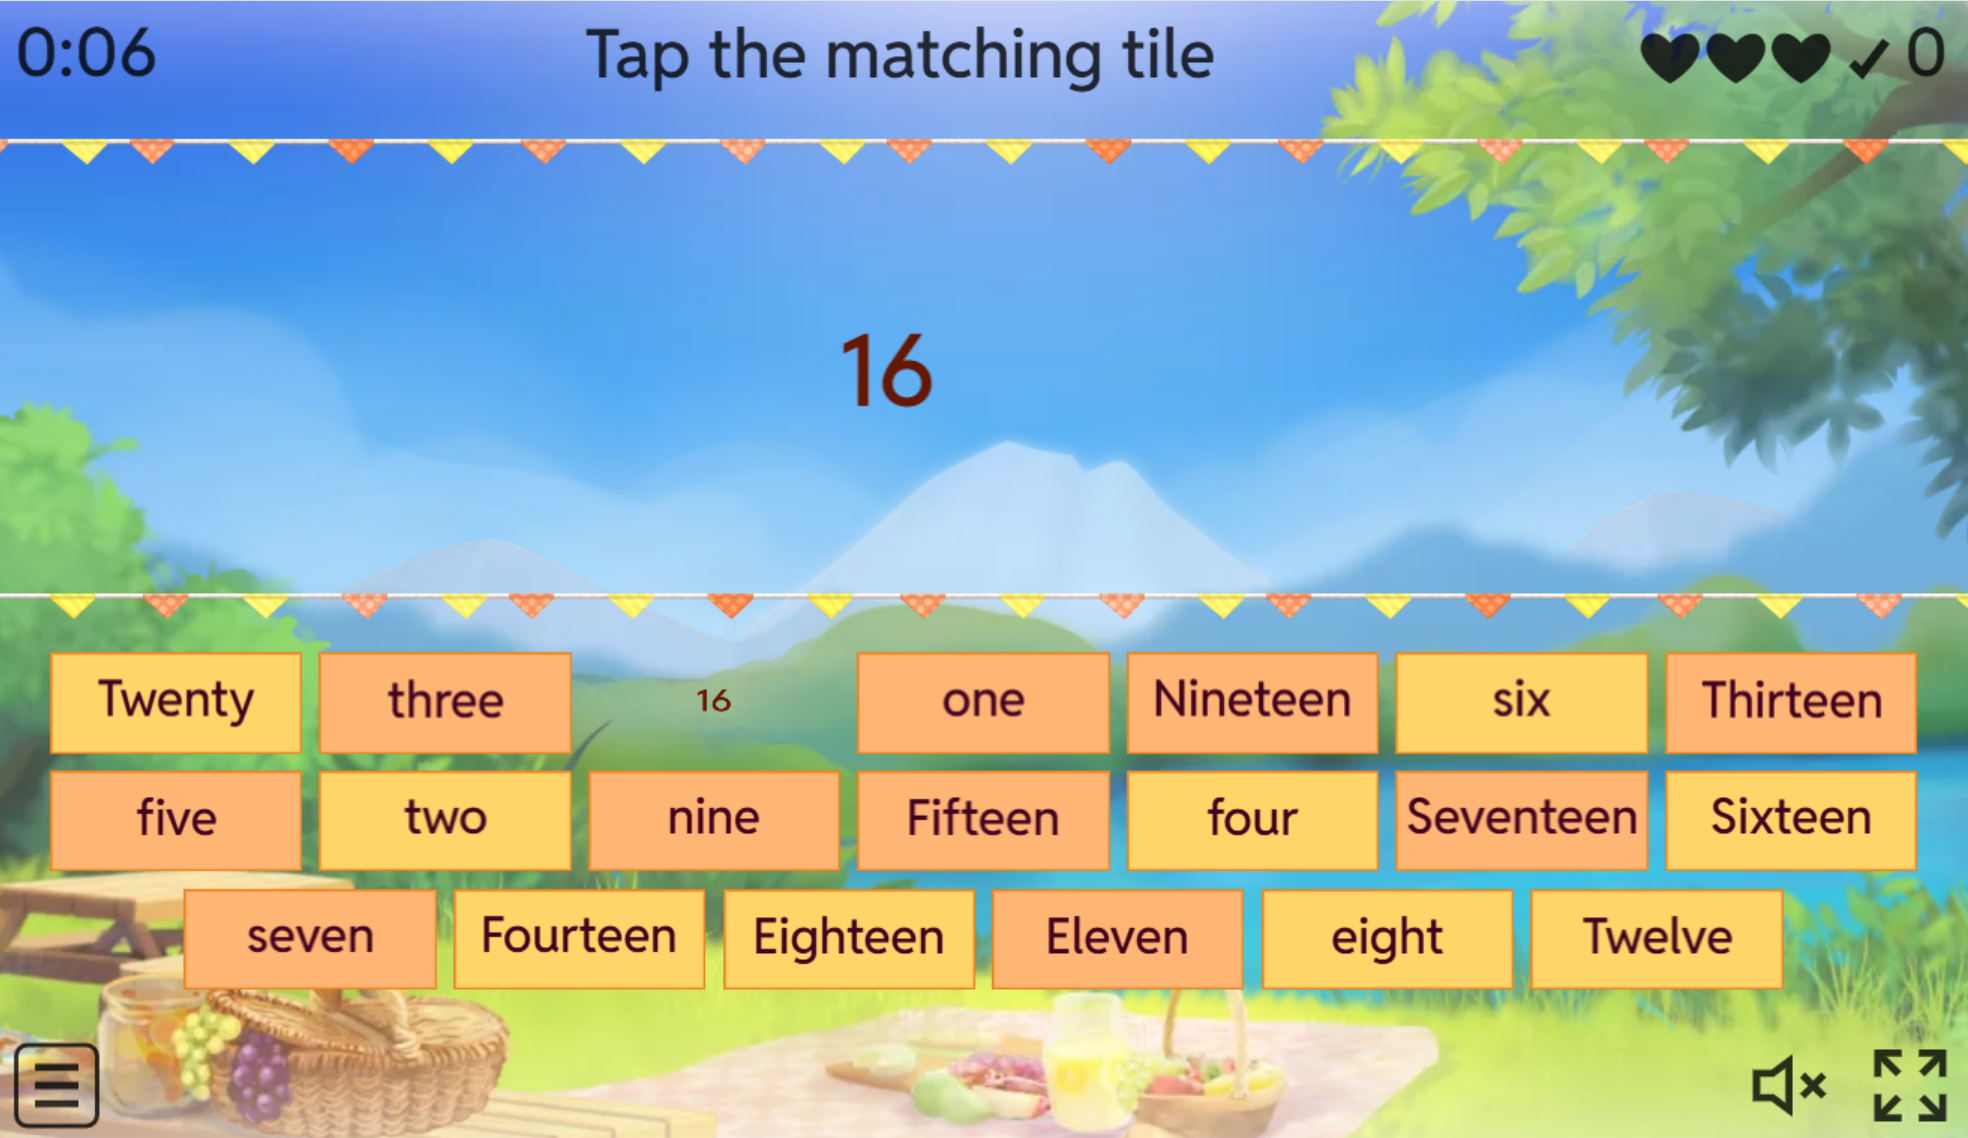 0:06
Tap the matching tile
0
16
Twenty
three
16
one
Nineteen
six
Thirteen
five
two
nine
Fifteen
four
Seventeen
Sixteen
seven
Fourteen
Eighteen
Eleven
eight
Twelve